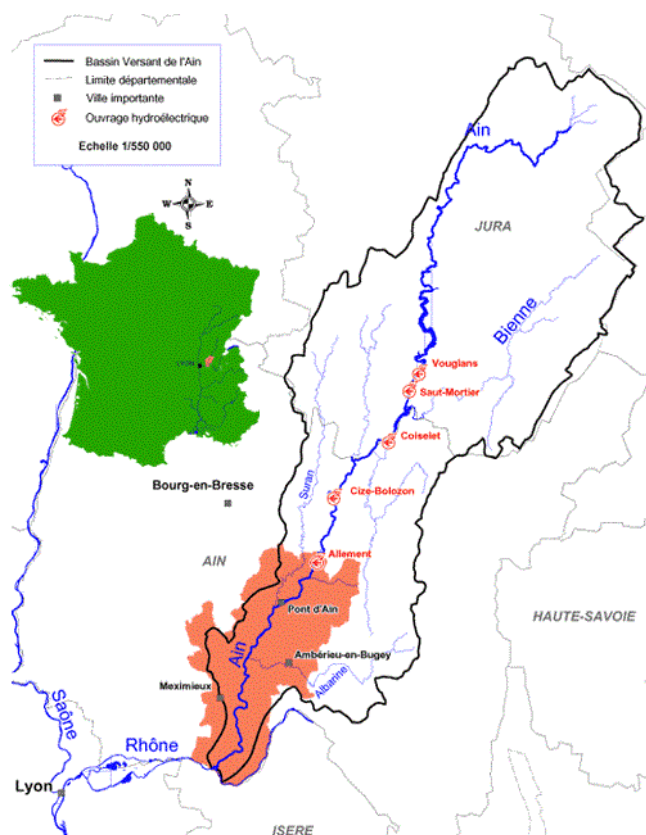 Bassin Versant de l'Ain
Limite départementale
Ville importante
Ouvrage hydroélectrique
Echelle 1/550 000
N
W E
S
Ain
JURA
Bienne
LYON
Vouglans
Saut-Mortier
Coiselet
Suran
Cize-Bolozon
Bourg-en-Bresse
AIN
Allement
Pont d'Ain
HAUTE-SAVOIE
Ain
Ambérieu-en-Bugey
Albarine
Meximieux
Saône
Rhône
Lyon
ISERE